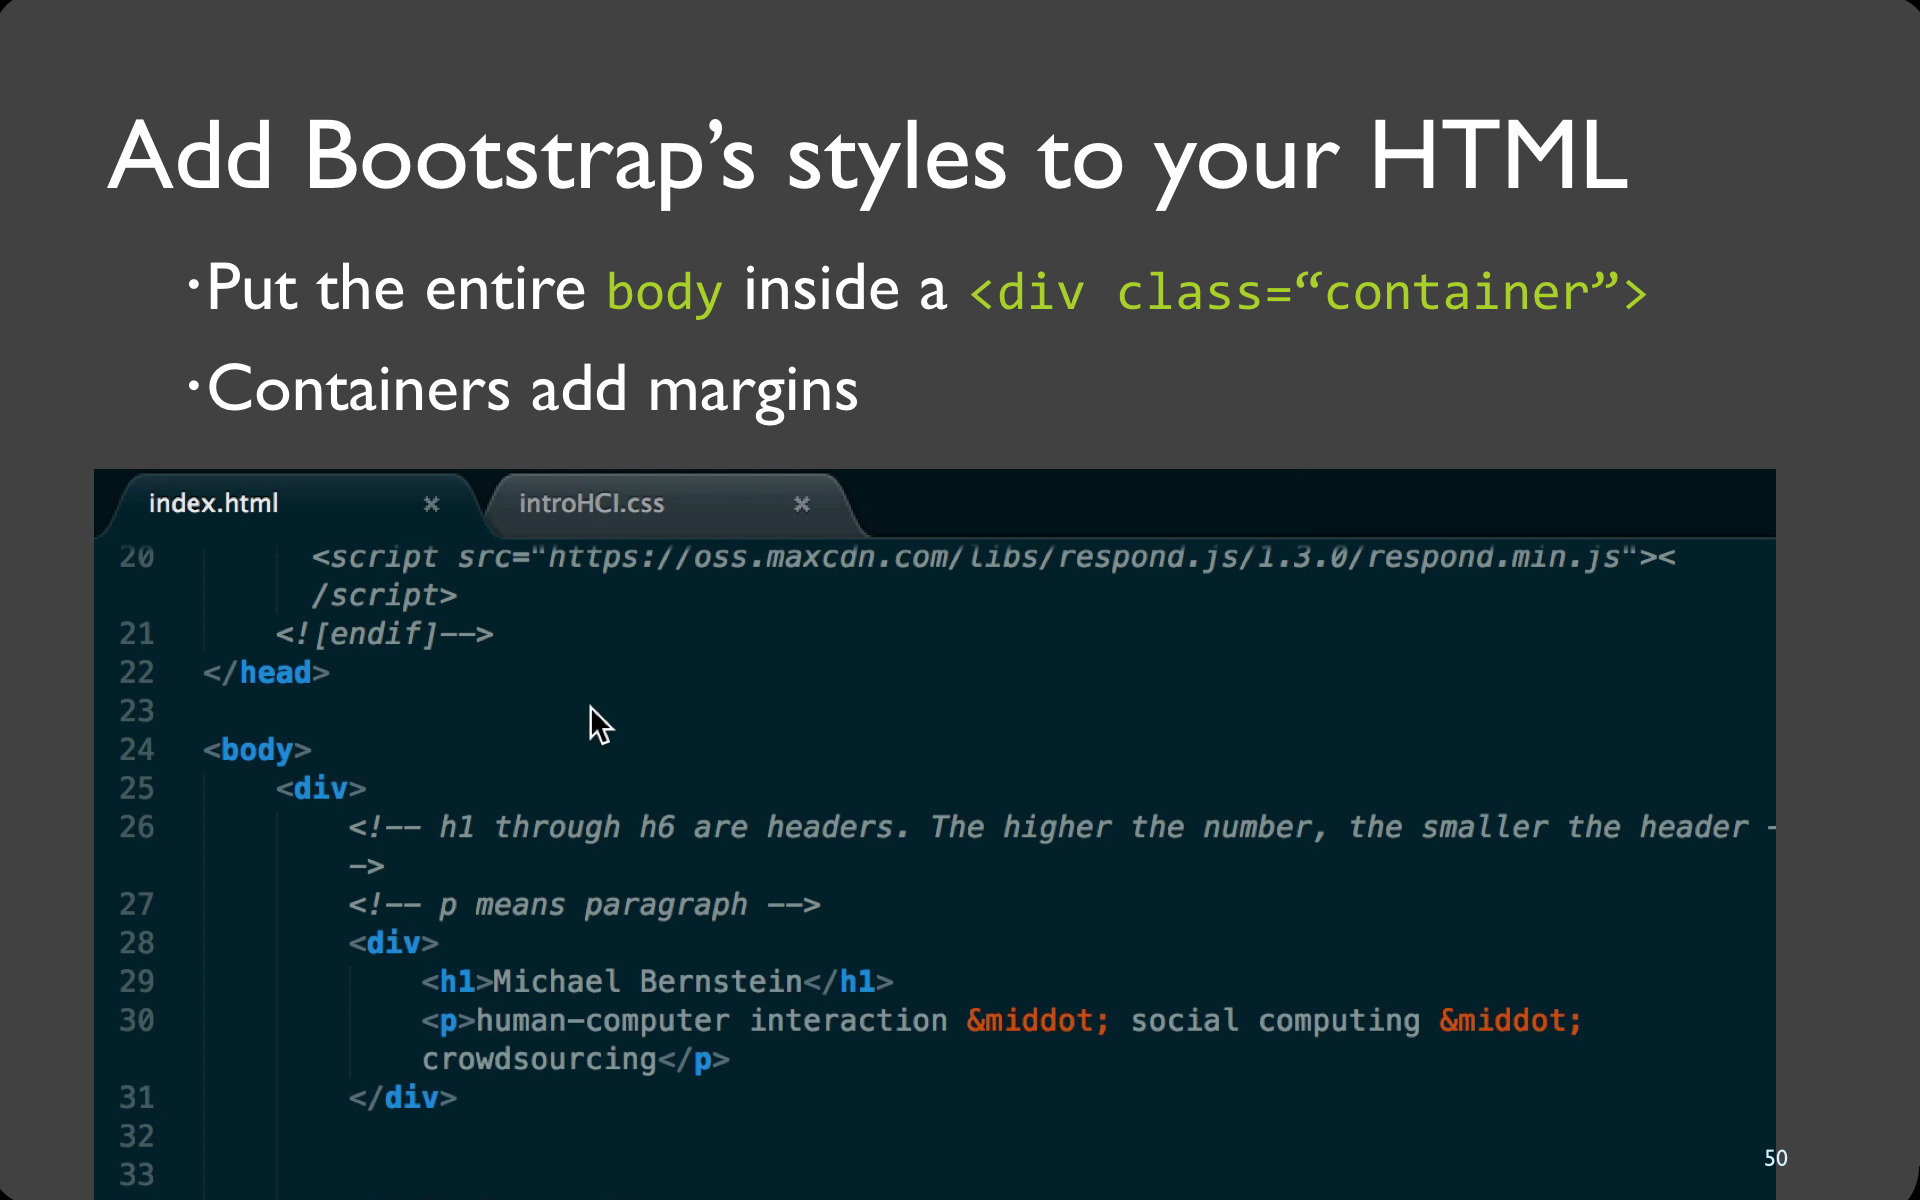 Add Bootstrap’s styles to your HTML
•Put the entire body inside a <div class=“container”>
•Containers add margins
index.html × introHCI.css ×
20 <script src="https://oss.maxcdn.com/libs/respond.js/1.3.0/respond.min.js"><
/script>
21 <![endif]-->
22 </head>
23
24 <body>
25 <div>
26 <!-- h1 through h6 are headers. The higher the number, the smaller the header -
->
27 <!-- p means paragraph -->
28 <div>
29 <h1>Michael Bernstein</h1>
30 <p>human-computer interaction &middot; social computing &middot;
crowdsourcing</p>
31 </div>
32
33
50